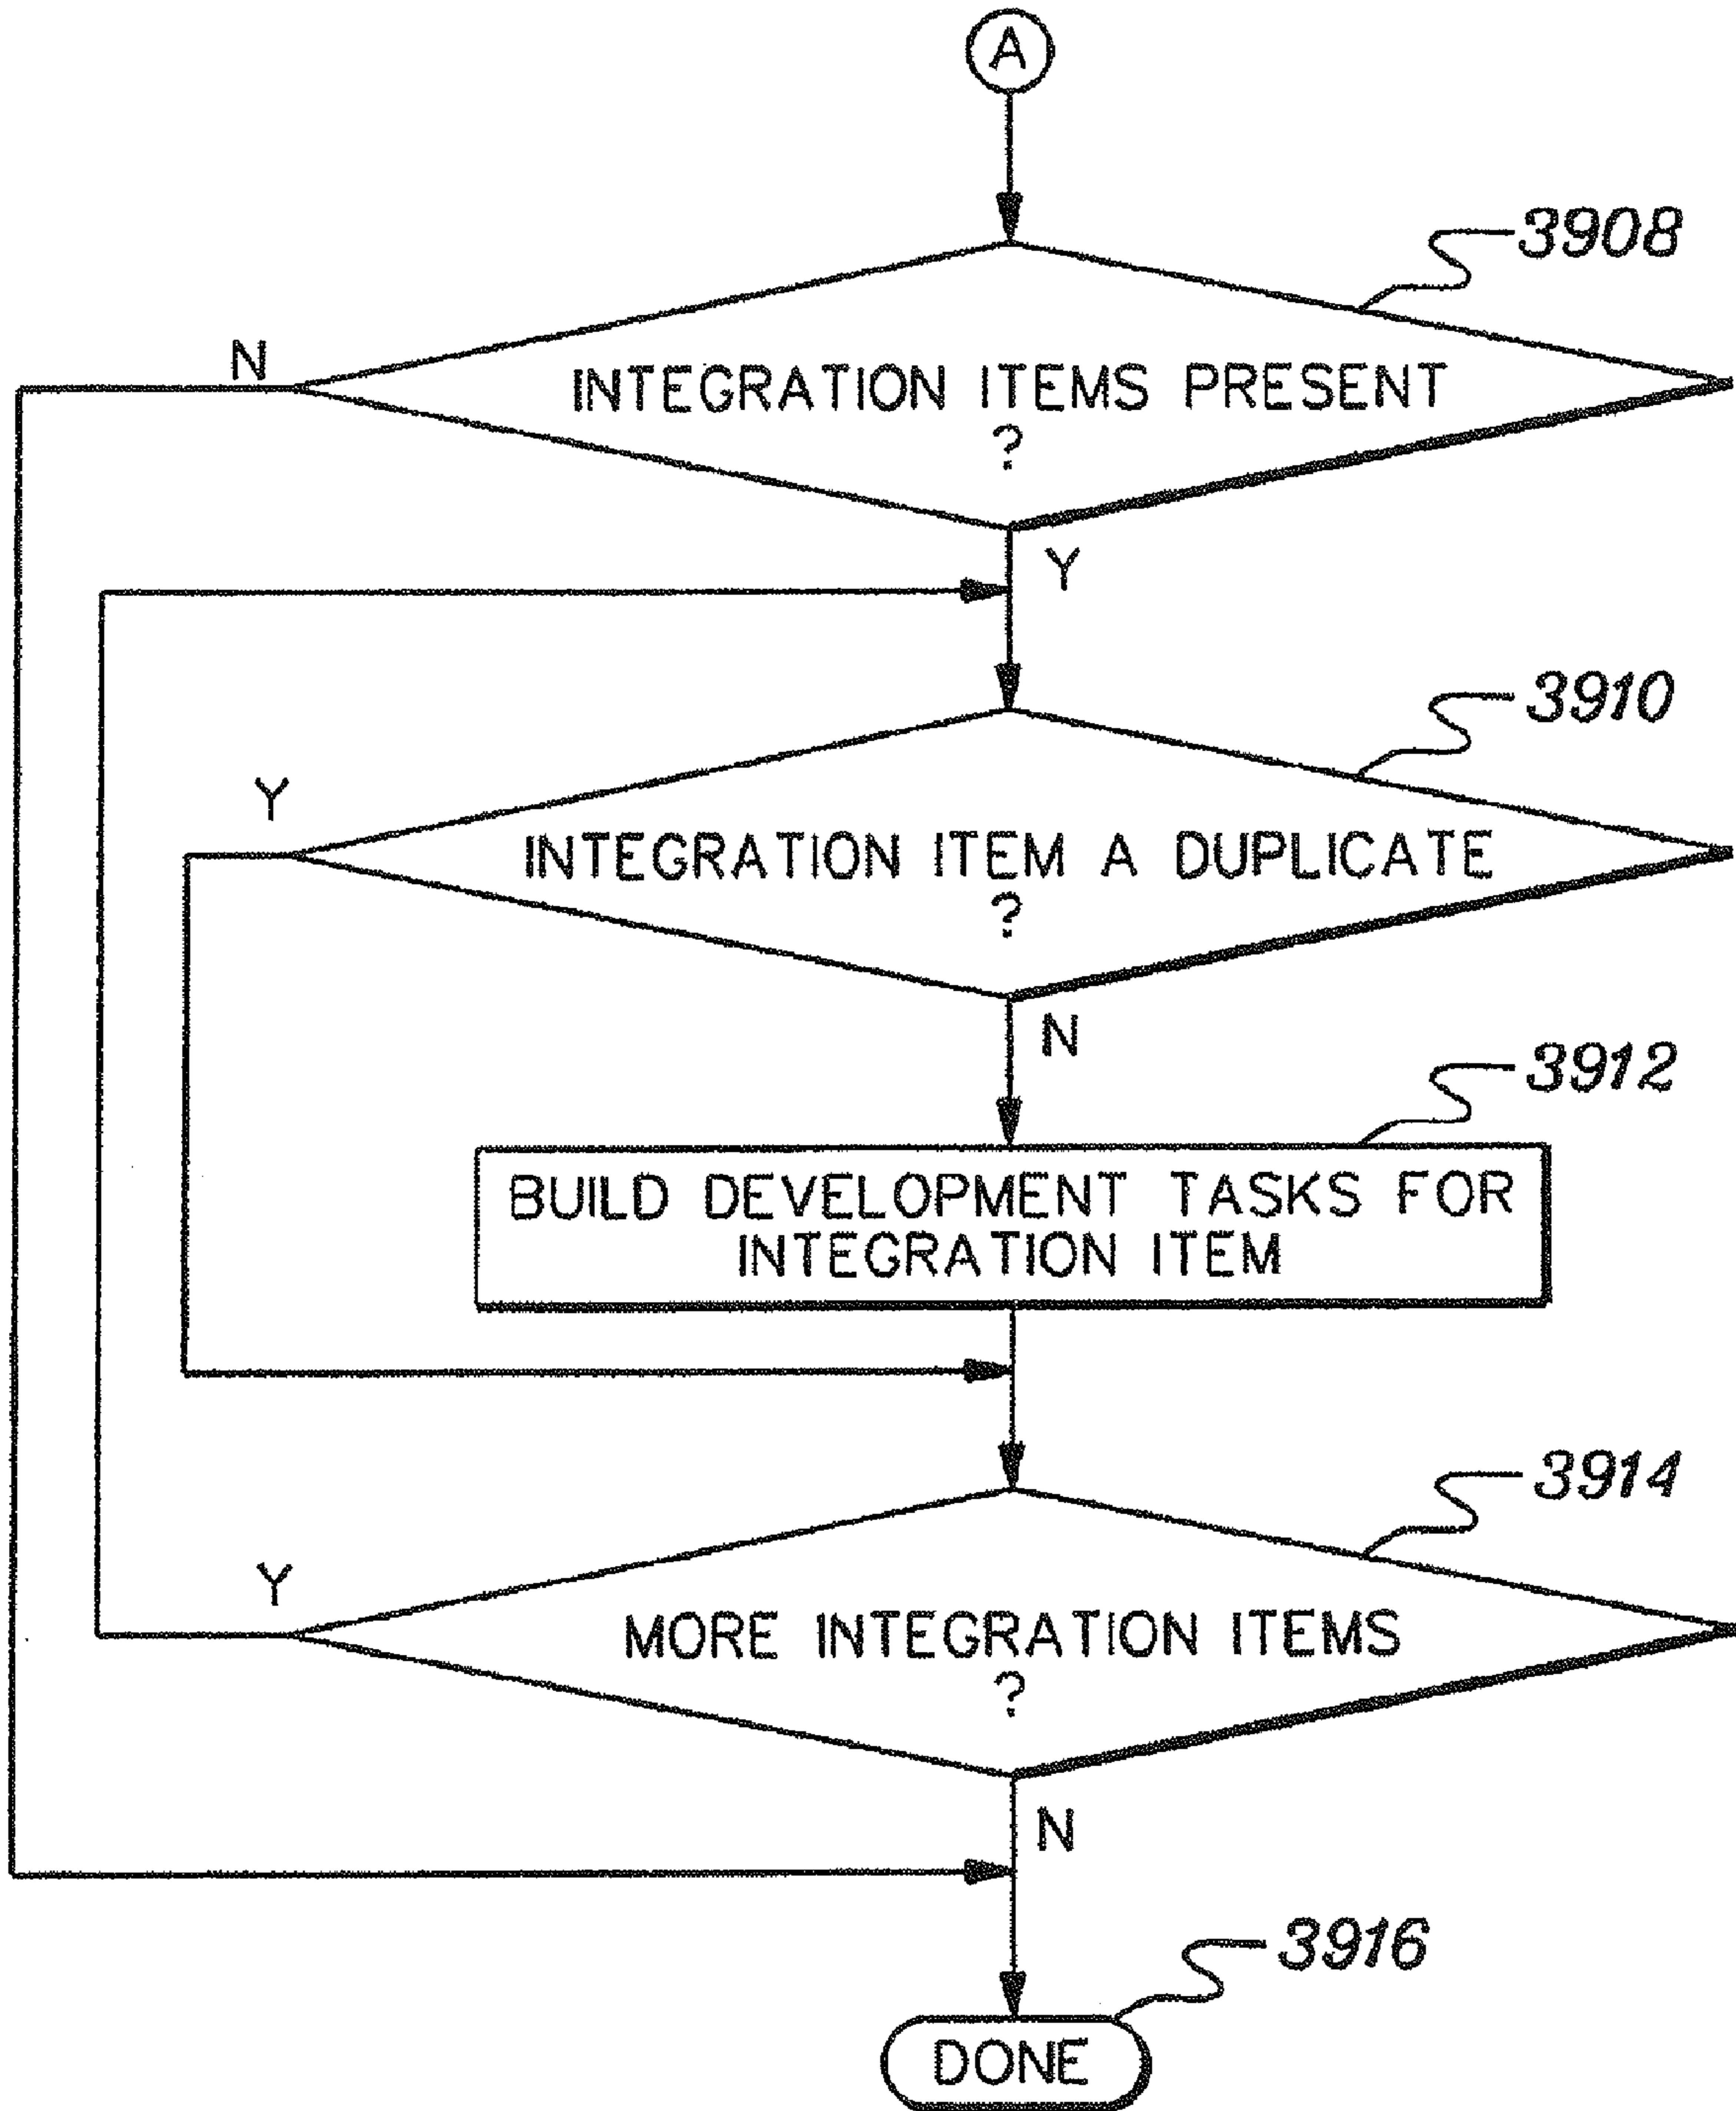 A
3908
N
INTEGRATION ITEMS PRESENT
?
Y
3910
Y
INTEGRATION ITEM A DUPLICATE
?
N
3912
BUILD DEVELOPMENT TASKS FOR
INTEGRATION ITEM
3914
Y
MORE INTEGRATION ITEMS
?
N
3916
DONE